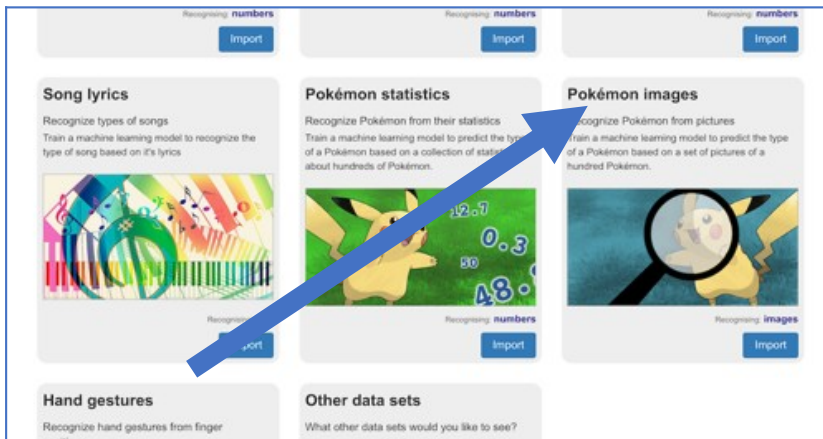 Recognising: numbers
Import
Recognising: numbers
Import
Recognising: numbers
Import
Song lyrics
Recognize types of songs
Train a machine learning model to recognize the
type of song based on it's lyrics
Import
Pokémon statistics
Recognize Pokémon from their statistics
Train a machine learning model to predict the type
of a Pokémon based on a collection of
about hundreds of Pokémon.
12.7
0.3
50
48.
Recognising: numbers
Import
Pokémon images
Recognize Pokémon from pictures
Train a machine learning model to predict the type
of a Pokémon based on a set of pictures of a
hundred Pokémon.
Recognising: images
Import
Hand gestures
Recognize hand gestures from finger
Other data sets
What other data sets would you like to see?